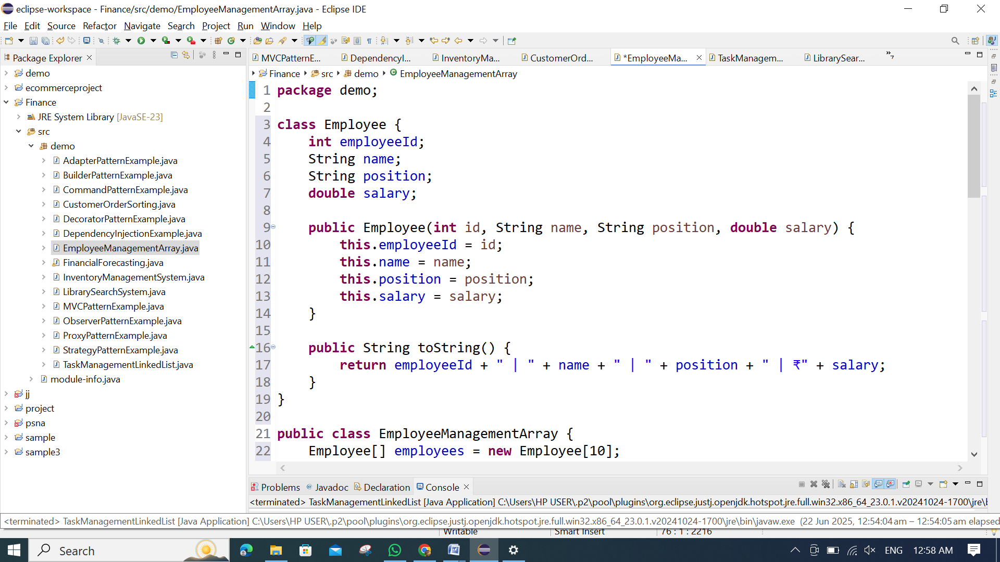 eclipse-workspace - Finance/src/demo/EmployeeManagementArray.java - Eclipse IDE
File Edit Source Refactor Navigate Search Project Run Window Help
Package Explorer
demo
ecommerceproject
Finance
JRE System Library [JavaSE-23]
src
demo
AdapterPatternExample.java
BuilderPatternExample.java
CommandPatternExample.java
CustomerOrderSorting.java
DecoratorPatternExample.java
DependencyInjectionExample.java
EmployeeManagementArray.java
FinancialForecasting.java
InventoryManagementSystem.java
LibrarySearchSystem.java
MVCPatternExample.java
ObserverPatternExample.java
ProxyPatternExample.java
StrategyPatternExample.java
TaskManagementLinkedList.java
module-info.java
jj
project
psna
sample
sample3
MVCPatternE... DependencyI... InventoryMa... CustomerOrd... *EmployeeMa... TaskManagem... LibrarySear... »7
Finance src demo EmployeeManagementArray
1 package demo;
2
3 class Employee {
4 int employeeId;
5 String name;
6 String position;
7 double salary;
8
9 public Employee(int id, String name, String position, double salary) {
10 this.employeeId = id;
11 this.name = name;
12 this.position = position;
13 this.salary = salary;
14 }
15
16 public String toString() {
17 return employeeId + " | " + name + " | " + position + " | ₹" + salary;
18 }
19 }
20
21 public class EmployeeManagementArray {
22 Employee[] employees = new Employee[10];
Problems Javadoc Declaration Console
<terminated> TaskManagementLinkedList [Java Application] C:\Users\HP USER\.p2\pool\plugins\org.eclipse.justj.openjdk.hotspot.jre.full.win32.x86_64_23.0.1.v20241024-1700\jre\
<terminated> TaskManagementLinkedList [Java Application] C:\Users\HP USER\.p2\pool\plugins\org.eclipse.justj.openjdk.hotspot.jre.full.win32.x86_64_23.0.1.v20241024-1700\jre\bin\javaw.exe (22 Jun 2025, 12:54:04 am – 12:54:05 am elapsed
Writable Smart Insert 76 : 1 : 2216
Search ENG 12:58 AM